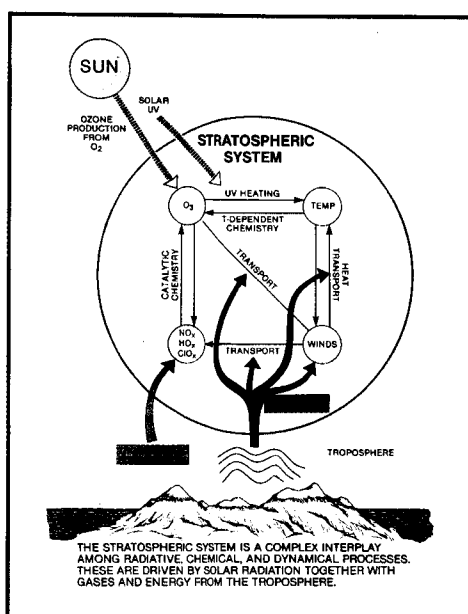 SUN
SOLAR
UV
OZONE
PRODUCTION
FROM
O₂
STRATOSPHERIC
SYSTEM
UV HEATING
O₃
TEMP
T-DEPENDENT
CHEMISTRY
TRANSPORT
CATALYTIC
CHEMISTRY
HEAT
TRANSPORT
NOₓ
HOₓ
ClOₓ
TRANSPORT
WINDS
TROPOSPHERE
THE STRATOSPHERIC SYSTEM IS A COMPLEX INTERPLAY
AMONG RADIATIVE, CHEMICAL, AND DYNAMICAL PROCESSES.
THESE ARE DRIVEN BY SOLAR RADIATION TOGETHER WITH
GASES AND ENERGY FROM THE TROPOSPHERE.